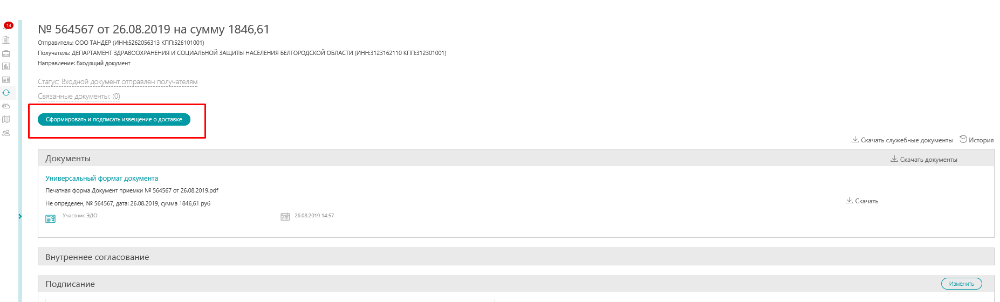 14
№ 564567 от 26.08.2019 на сумму 1846,61
Отправитель: ООО ТАНДЕР (ИНН:5262056313 КПП:526101001)
Получатель: ДЕПАРТАМЕНТ ЗДРАВООХРАНЕНИЯ И СОЦИАЛЬНОЙ ЗАЩИТЫ НАСЕЛЕНИЯ БЕЛГОРОДСКОЙ ОБЛАСТИ (ИНН:3123162110 КПП:312301001)
Направление: Входящий документ
Статус: Входной документ отправлен получателям
Связанные документы: (0)
Сформировать и подписать извещение о доставке
Скачать служебные документы История
Документы Скачать документы
Универсальный формат документа
Печатная форма Документ приемки № 564567 от 26.08.2019.pdf
Скачать
Не определен, № 564567, дата: 26.08.2019, сумма 1846,61 руб
Участник ЭДО 26.08.2019 14:57
Внутреннее согласование
Подписание Изменить